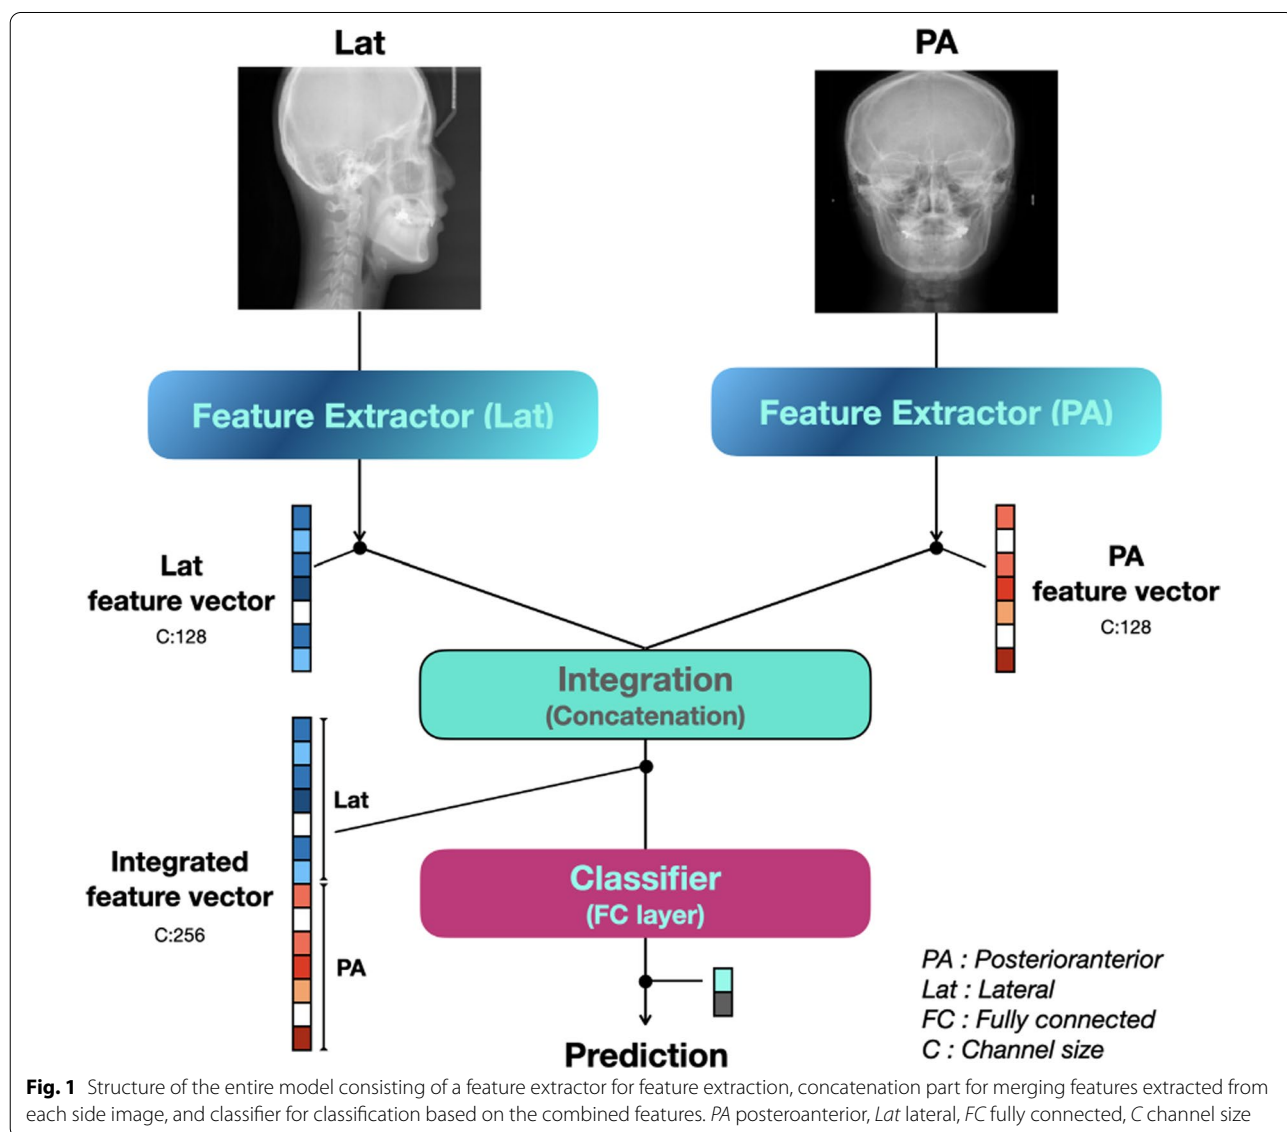 Lat
PA
Feature Extractor (Lat)
Feature Extractor (PA)
Lat
feature vector
C:128
PA
feature vector
C:128
Integration
(Concatenation)
Lat
Integrated
feature vector
C:256
PA
Classifier
(FC layer)
Prediction
PA : Posterioranterior
Lat : Lateral
FC : Fully connected
C : Channel size
Fig. 1 Structure of the entire model consisting of a feature extractor for feature extraction, concatenation part for merging features extracted from
each side image, and classifier for classification based on the combined features. PA posteroanterior, Lat lateral, FC fully connected, C channel size